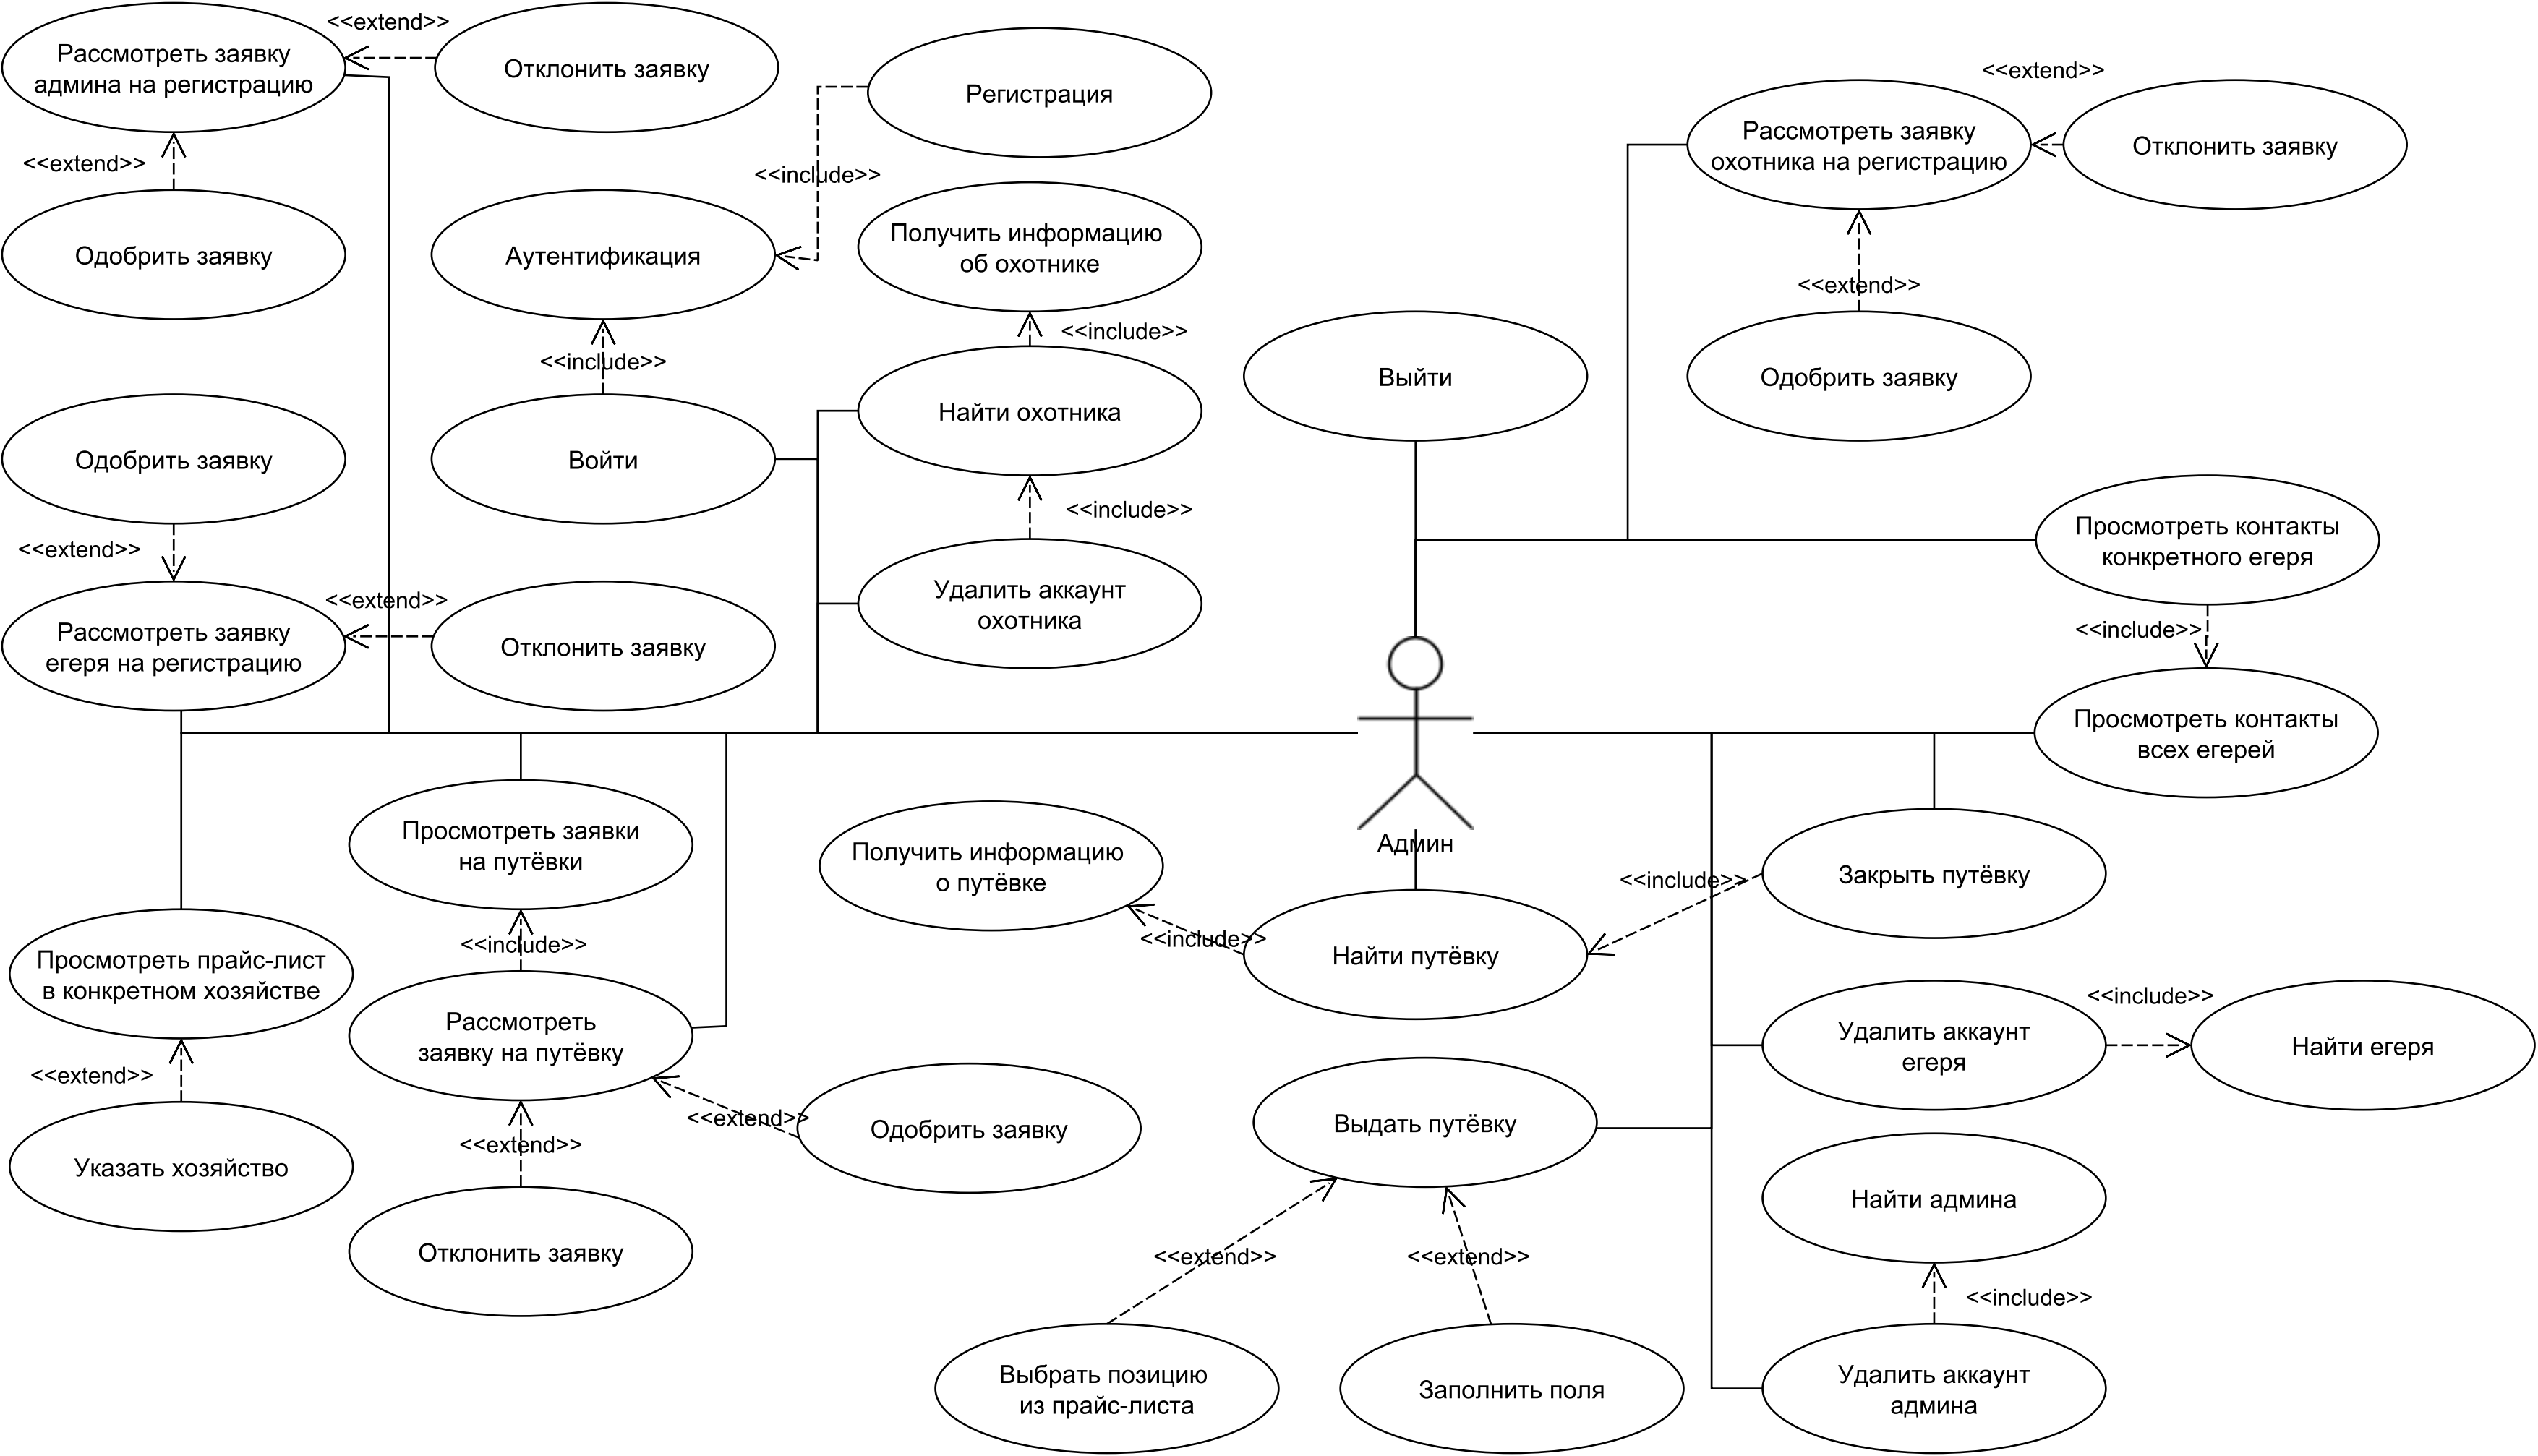 <<extend>>
Рассмотреть заявку
админа на регистрацию
Отклонить заявку
Регистрация
<<extend>>
Рассмотреть заявку
охотника на регистрацию
Отклонить заявку
<<extend>>
<<include>>
Одобрить заявку
Аутентификация
Получить информацию
об охотнике
<<extend>>
<<include>>
<<include>>
Выйти
Одобрить заявку
Одобрить заявку
Войти
Найти охотника
<<include>>
Просмотреть контакты
конкретного егеря
<<extend>>
<<extend>>
Рассмотреть заявку
егеря на регистрацию
Отклонить заявку
Удалить аккаунт
охотника
<<include>>
Просмотреть контакты
всех егерей
Просмотреть заявки
на путёвки
Получить информацию
о путёвке
Админ
<<include>>
Закрыть путёвку
<<include>>
<<include>>
Найти путёвку
Просмотреть прайс-лист
в конкретном хозяйстве
Рассмотреть
заявку на путёвку
<<include>>
Удалить аккаунт
егеря
Найти егеря
<<extend>>
<<extend>>
Одобрить заявку
Выдать путёвку
<<extend>>
Указать хозяйство
Найти админа
Отклонить заявку
<<extend>>
<<extend>>
<<include>>
Выбрать позицию
из прайс-листа
Заполнить поля
Удалить аккаунт
админа